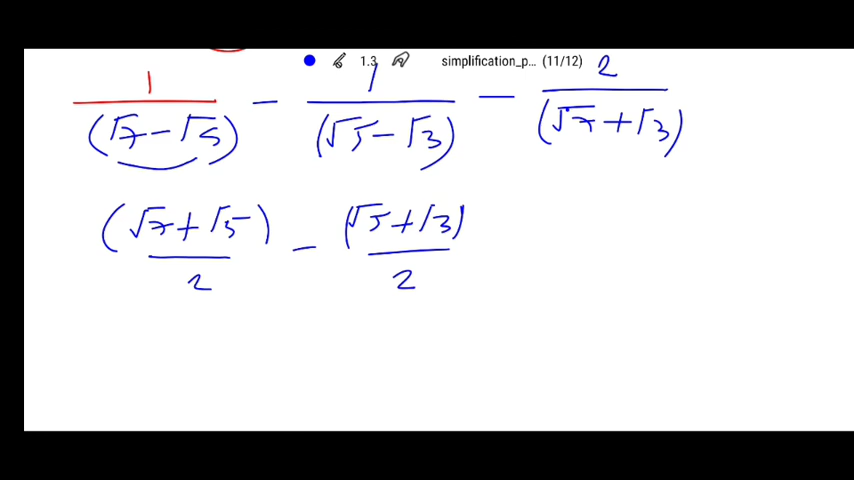 1.3 simplification_p... (11/12)
1/(√7 − √5) − 1/(√5 − √3) − 2/(√7 + √3)
(√7 + √5)/2 − (√5 + √3)/2